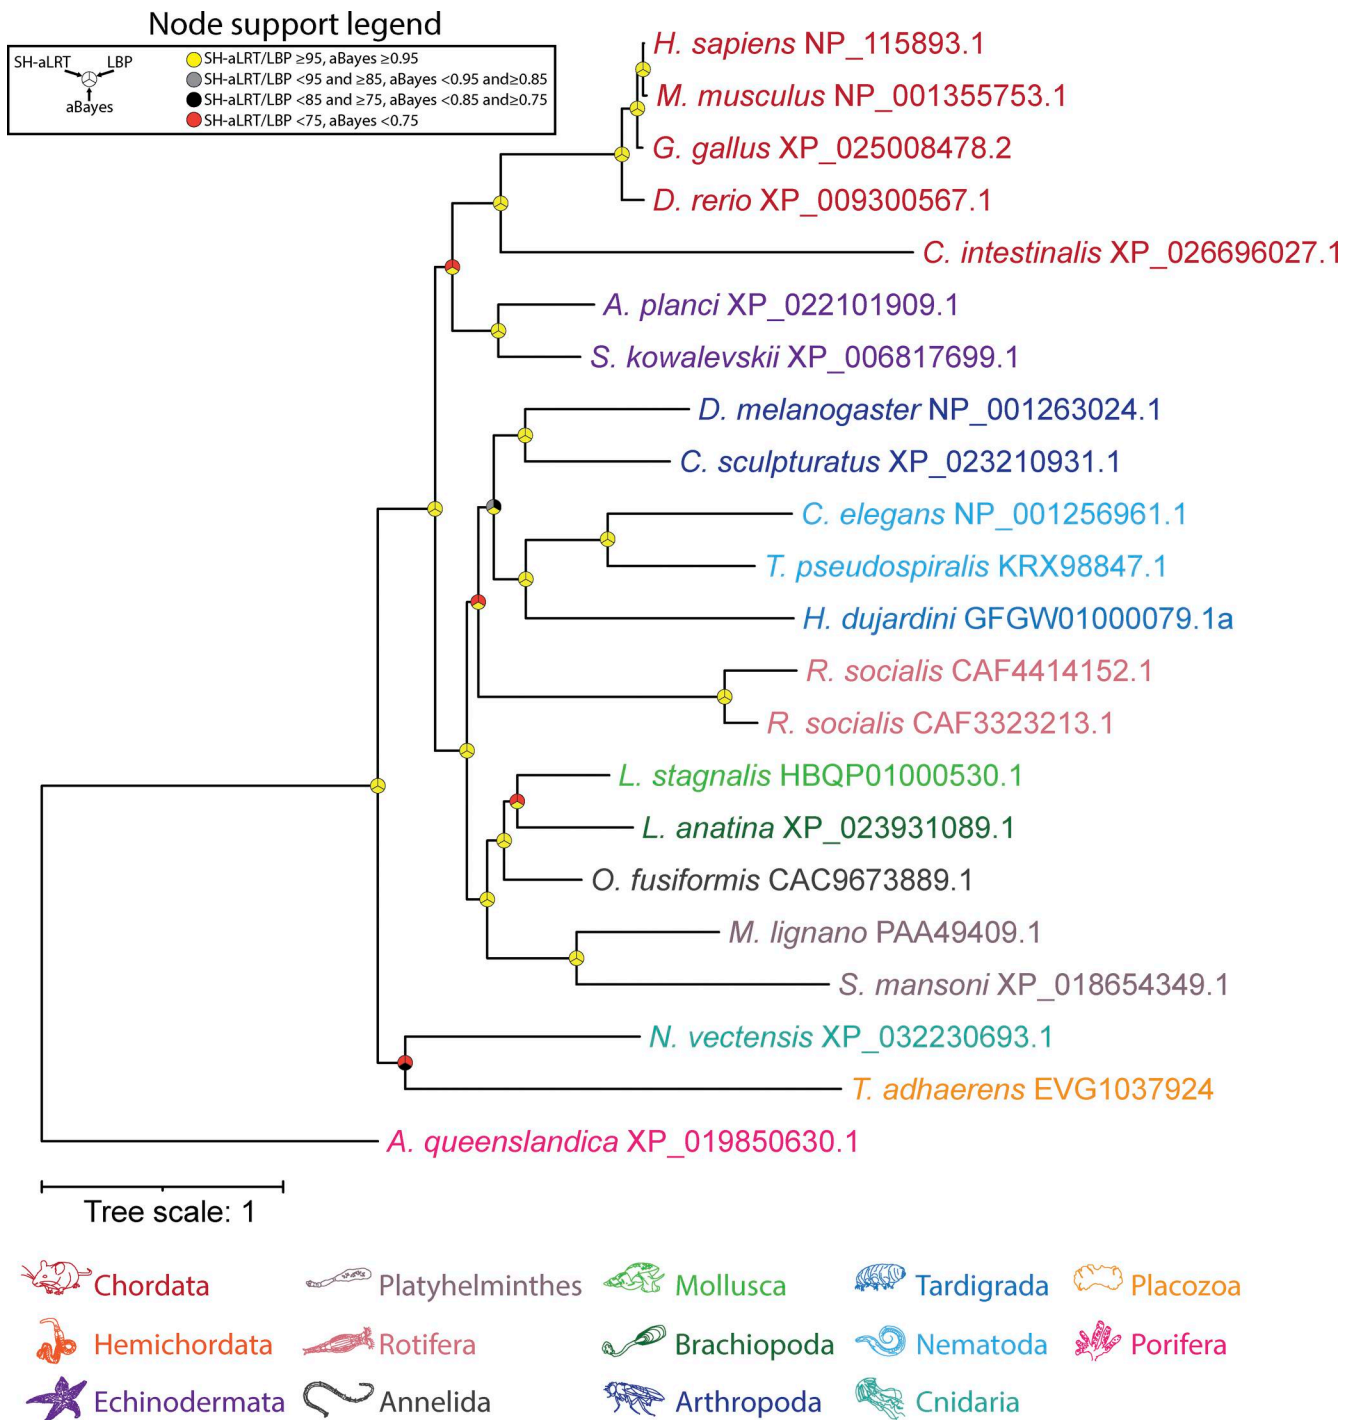 Node support legend
SH-aLRT LBP
aBayes
SH-aLRT/LBP ≥95, aBayes ≥0.95
SH-aLRT/LBP <95 and ≥85, aBayes <0.95 and≥0.85
SH-aLRT/LBP <85 and ≥75, aBayes <0.85 and≥0.75
SH-aLRT/LBP <75, aBayes <0.75
H. sapiens NP_115893.1
M. musculus NP_001355753.1
G. gallus XP_025008478.2
D. rerio XP_009300567.1
C. intestinalis XP_026696027.1
A. planci XP_022101909.1
S. kowalevskii XP_006817699.1
D. melanogaster NP_001263024.1
C. sculpturatus XP_023210931.1
C. elegans NP_001256961.1
T. pseudospiralis KRX98847.1
H. dujardini GFGW01000079.1a
R. socialis CAF4414152.1
R. socialis CAF3323213.1
L. stagnalis HBQP01000530.1
L. anatina XP_023931089.1
O. fusiformis CAC9673889.1
M. lignano PAA49409.1
S. mansoni XP_018654349.1
N. vectensis XP_032230693.1
T. adhaerens EVG1037924
A. queenslandica XP_019850630.1
Tree scale: 1
Chordata Platyhelminthes Mollusca Tardigrada Placozoa
Hemichordata Rotifera Brachiopoda Nematoda Porifera
Echinodermata Annelida Arthropoda Cnidaria